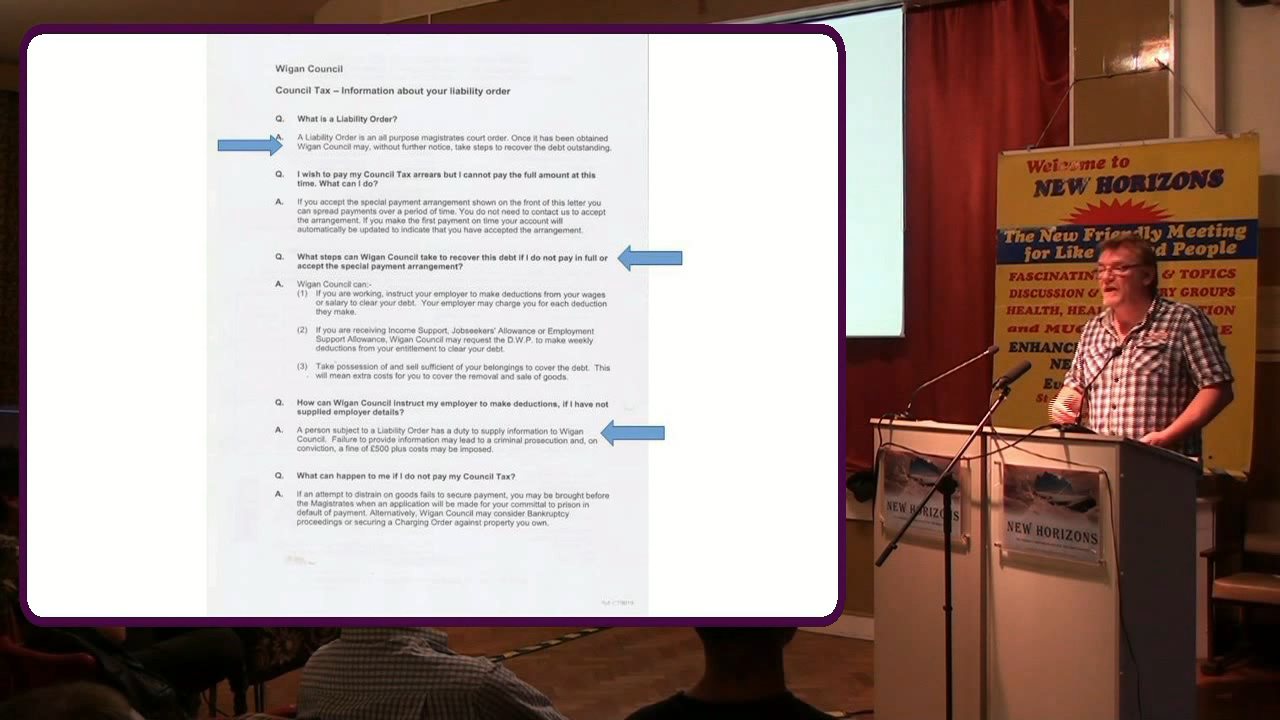 Wigan Council
Council Tax – Information about your liability order
Q. What is a Liability Order?
A. A Liability Order is an all purpose magistrates court order. Once it has been obtained
Wigan Council may, without further notice, take steps to recover the debt outstanding.
Q. I wish to pay my Council Tax arrears but I cannot pay the full amount at this
time. What can I do?
A. If you accept the special payment arrangement shown on the front of this letter you
can spread payments over a period of time. You do not need to contact us to accept
the arrangement. If you make the first payment on time your account will
automatically be updated to indicate that you have accepted the arrangement.
Q. What steps can Wigan Council take to recover this debt if I do not pay in full or
accept the special payment arrangement?
A. Wigan Council can:-
(1) If you are working, instruct your employer to make deductions from your wages
or salary to clear your debt. Your employer may charge you for each deduction
they make.
(2) If you are receiving Income Support, Jobseekers' Allowance or Employment
Support Allowance, Wigan Council may request the D.W.P. to make weekly
deductions from your entitlement to clear your debt.
(3) Take possession of and sell sufficient of your belongings to cover the debt. This
will mean extra costs for you to cover the removal and sale of goods.
Q. How can Wigan Council instruct my employer to make deductions, if I have not
supplied employer details?
A. A person subject to a Liability Order has a duty to supply information to Wigan
Council. Failure to provide information may lead to a criminal prosecution and, on
conviction, a fine of £500 plus costs may be imposed.
Q. What can happen to me if I do not pay my Council Tax?
A. If an attempt to distrain on goods fails to secure payment, you may be brought before
the Magistrates when an application will be made for your committal to prison in
default of payment. Alternatively, Wigan Council may consider Bankruptcy
proceedings or securing a Charging Order against property you own.
Welcome to
NEW HORIZONS
The New Friendly Meeting
for Like People
& TOPICS
DISCUSSION & GROUPS
HEALTH,
and
NEW HORIZONS
NEW HORIZONS